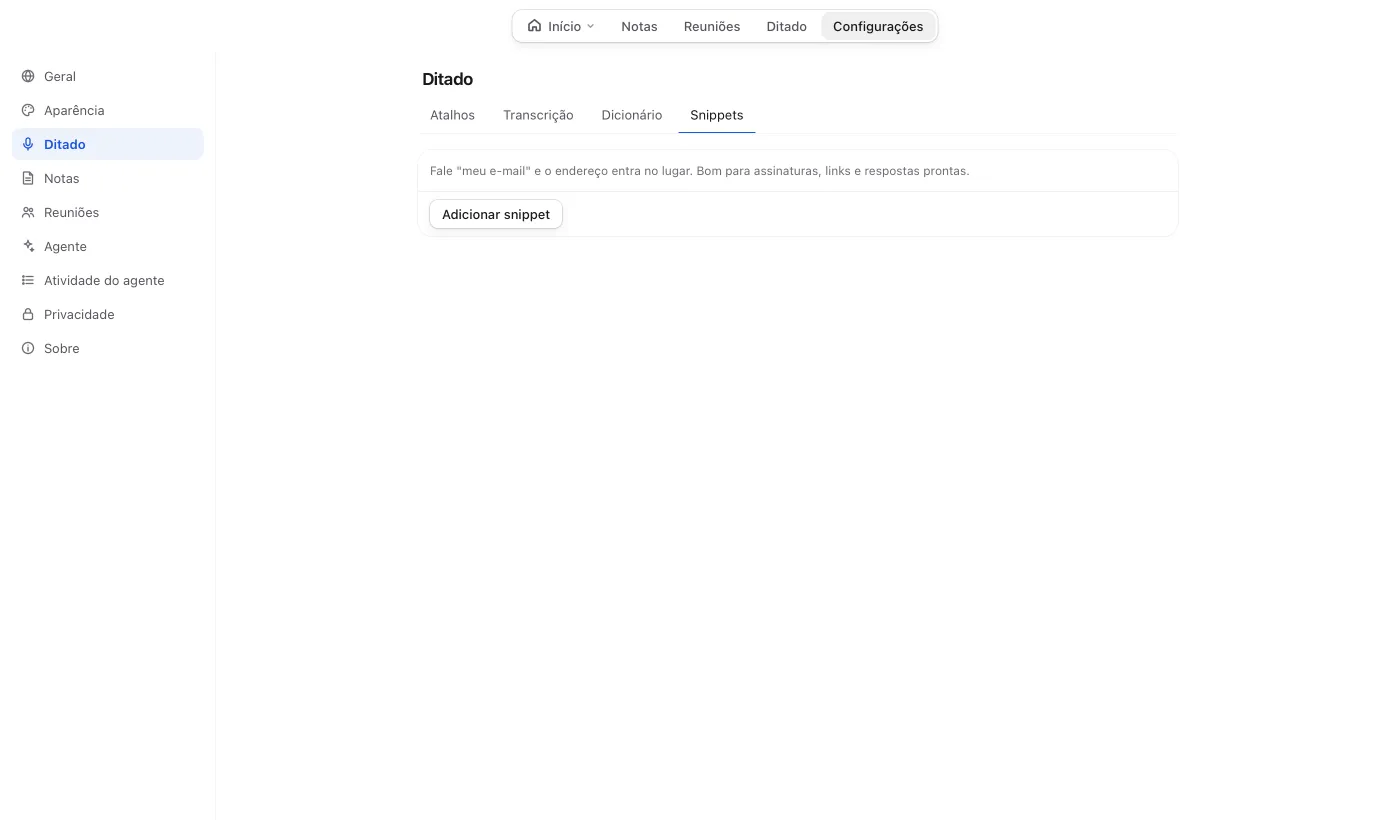 Início
Notas
Reuniões
Ditado
Configurações
Geral
Aparência
Ditado
Notas
Reuniões
Agente
Atividade do agente
Privacidade
Sobre
Ditado
Atalhos
Transcrição
Dicionário
Snippets
Fale "meu e-mail" e o endereço entra no lugar. Bom para assinaturas, links e respostas prontas.
Adicionar snippet